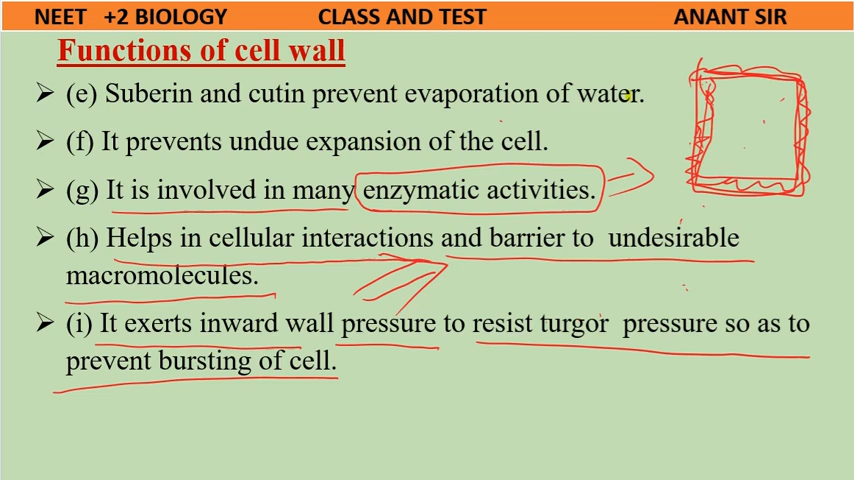 NEET +2 BIOLOGY CLASS AND TEST ANANT SIR
Functions of cell wall
➤ (e) Suberin and cutin prevent evaporation of water.
➤ (f) It prevents undue expansion of the cell.
➤ (g) It is involved in many enzymatic activities.
➤ (h) Helps in cellular interactions and barrier to undesirable
macromolecules.
➤ (i) It exerts inward wall pressure to resist turgor pressure so as to
prevent bursting of cell.